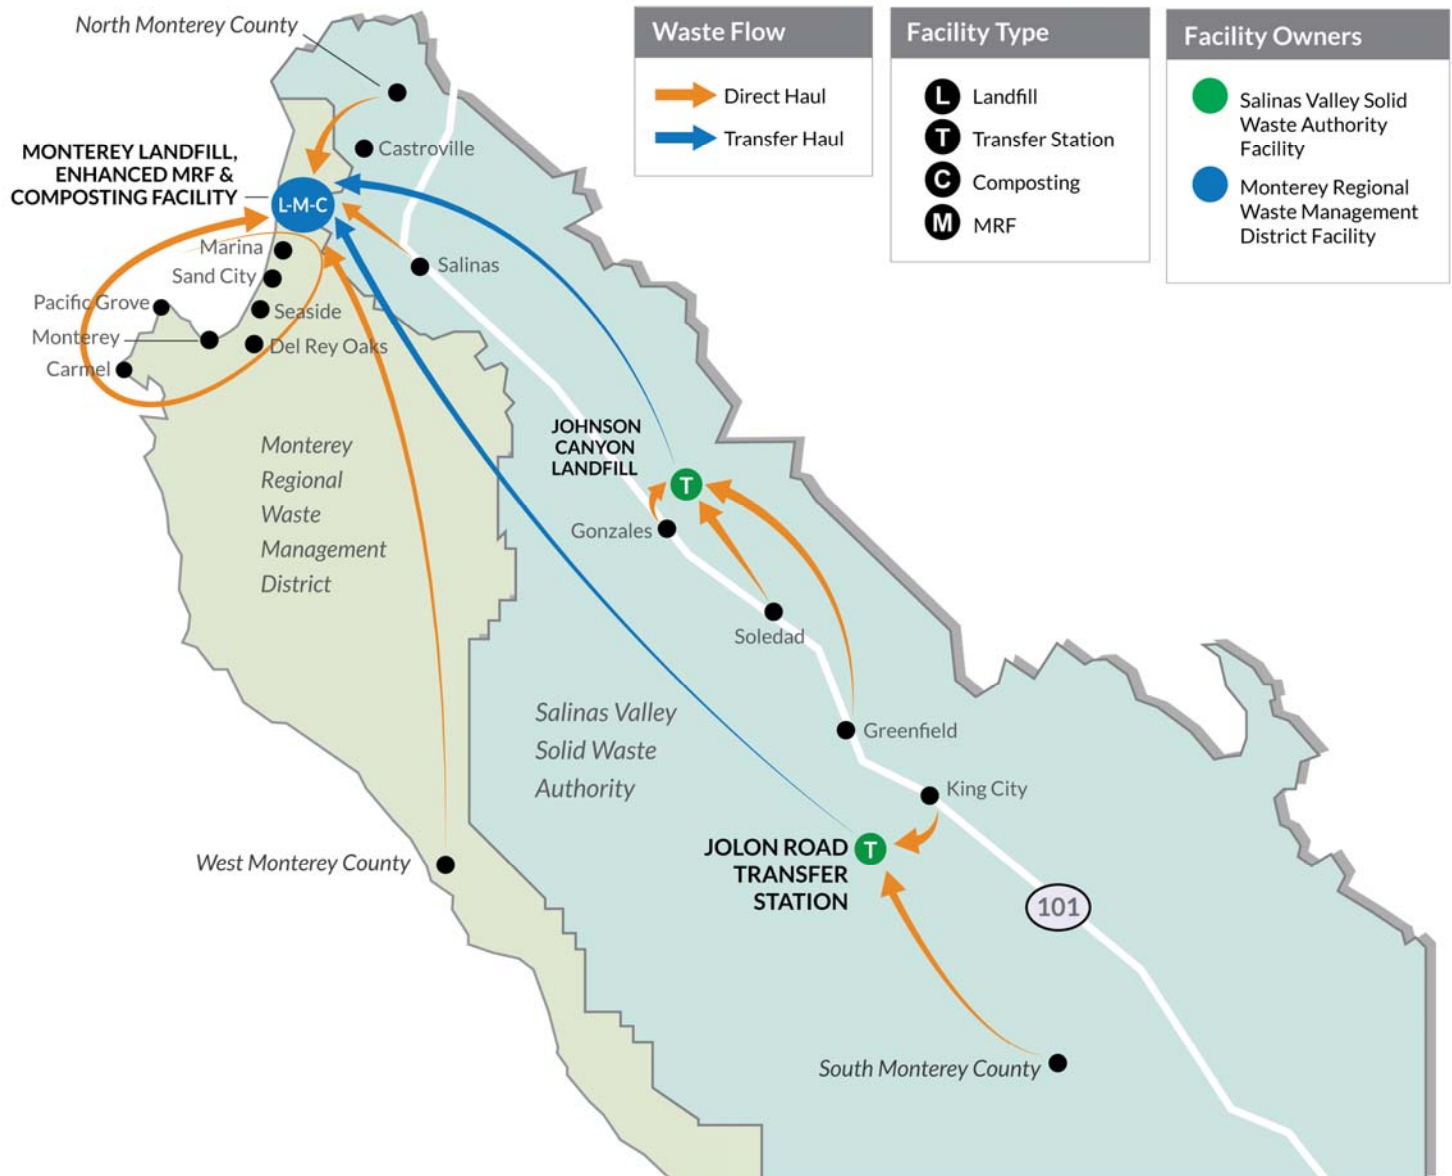 North Monterey County
Waste Flow
Direct Haul
Transfer Haul
Facility Type
L Landfill
T Transfer Station
C Composting
M MRF
Facility Owners
Salinas Valley Solid
Waste Authority
Facility
Monterey Regional
Waste Management
District Facility
MONTEREY LANDFILL,
ENHANCED MRF &
COMPOSTING FACILITY
L-M-C
Castroville
Marina
Salinas
Sand City
Pacific Grove
Seaside
Monterey
Del Rey Oaks
Carmel
Monterey
Regional
Waste
Management
District
JOHNSON
CANYON
LANDFILL
T
Gonzales
Soledad
Salinas Valley
Solid Waste
Authority
Greenfield
King City
West Monterey County
JOLON ROAD
TRANSFER
STATION
T
101
South Monterey County